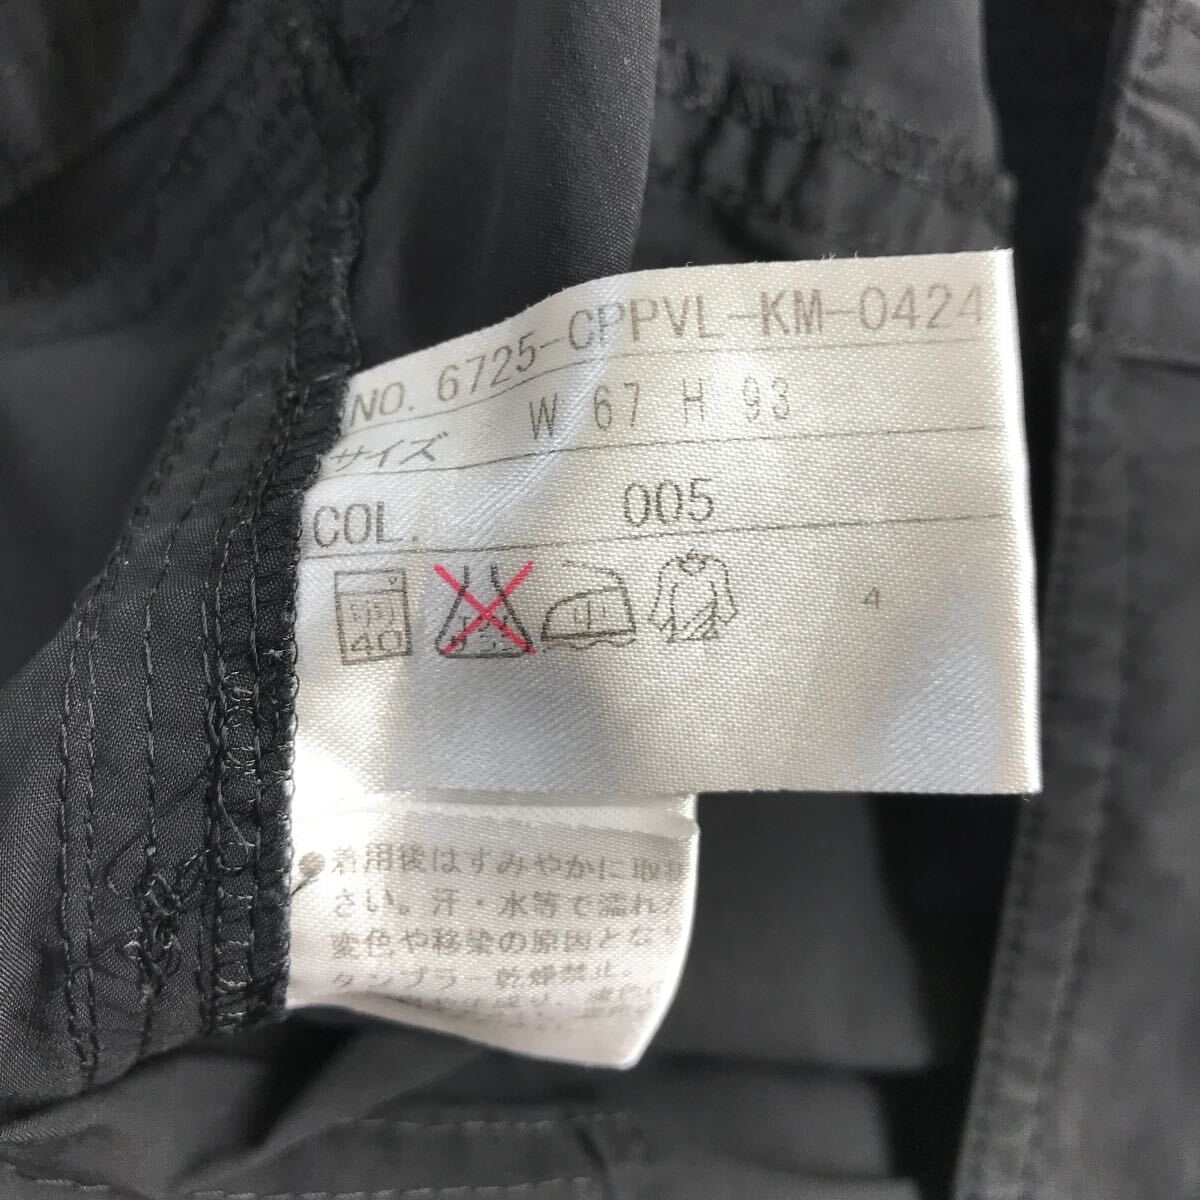 NO. 6725-CPPVL-KM-0424
サイズ W 67 H 93
COL. 005
40
4
着用後はすみやかに取
さい。汗・水等で濡れ
変色や移染の原因とな
タンブラー乾燥禁止。